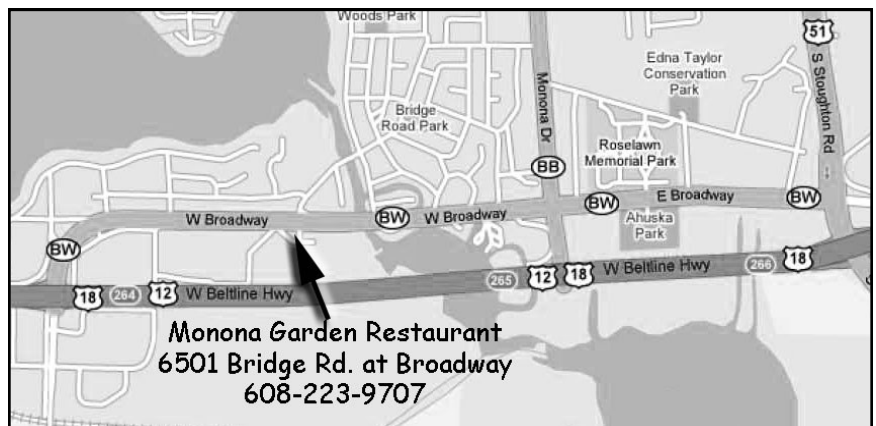 Woods Park
51
S Stoughton Rd
Edna Taylor
Conservation
Park
Monona Dr
Bridge
Road Park
Roselawn
Memorial Park
BB
E Broadway
BW
BW
W Broadway
BW
W Broadway
Ahuska
Park
BW
18
266
W Beltline Hwy
18
12
265
W Beltline Hwy
12
264
18
Monona Garden Restaurant
6501 Bridge Rd. at Broadway
608-223-9707